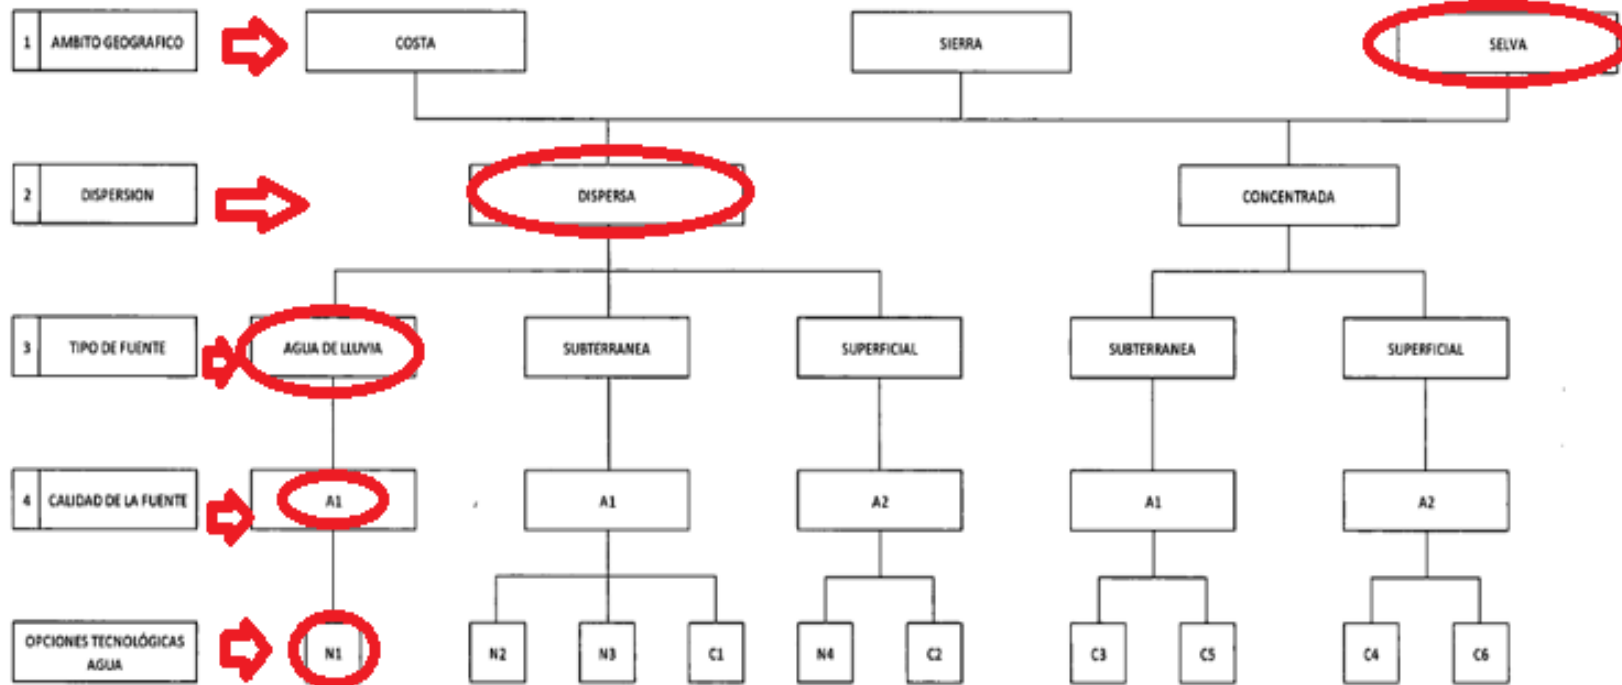 1 AMBITO GEOGRAFICO COSTA SIERRA SELVA
2 DISPERSION DISPERSA CONCENTRADA
3 TIPO DE FUENTE AGUA DE LLUVIA SUBTERRANEA SUPERFICIAL SUBTERRANEA SUPERFICIAL
4 CALIDAD DE LA FUENTE A1 A1 A2 A1 A2
OPCIONES TECNOLÓGICAS
AGUA
N1 N2 N3 C1 N4 C2 C3 C5 C4 C6